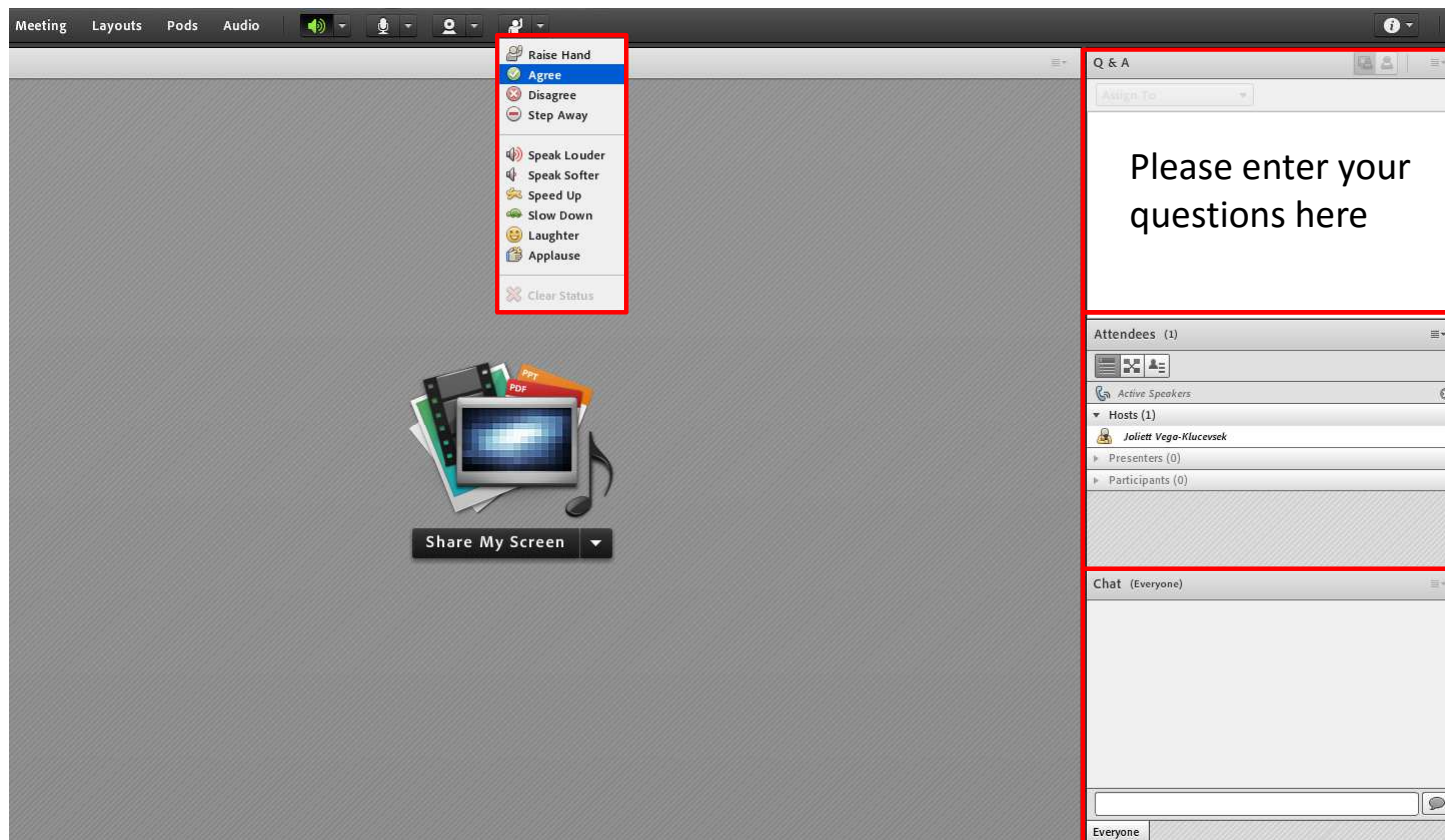 Meeting Layouts Pods Audio
Raise Hand
Agree
Disagree
Step Away
Speak Louder
Speak Softer
Speed Up
Slow Down
Laughter
Applause
Clear Status
PPT
PDF
Share My Screen
Q & A
Assign To
Please enter your
questions here
Attendees (1)
Active Speakers
Hosts (1)
Joliett Vega-Klucevsek
Presenters (0)
Participants (0)
Chat (Everyone)
Everyone